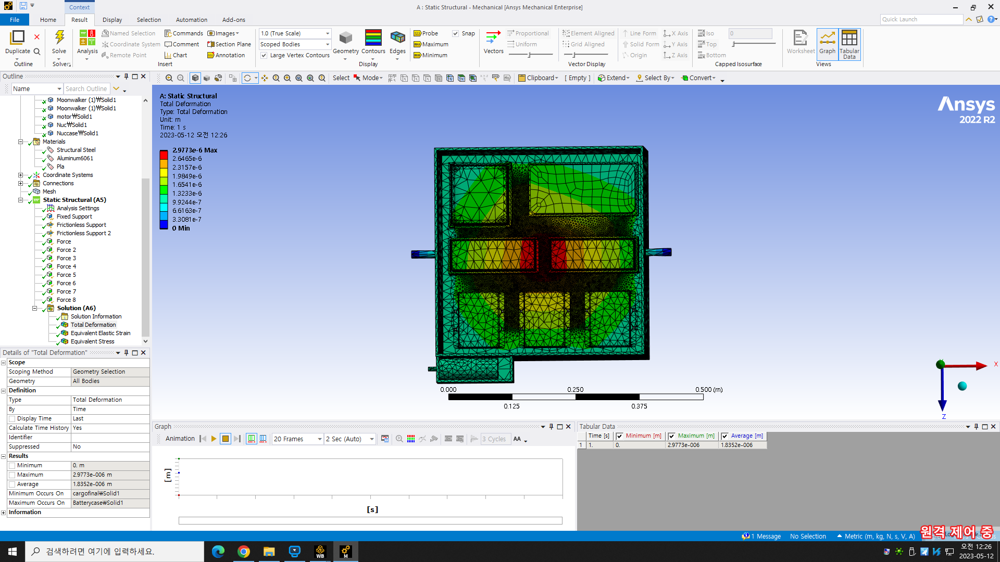 Context
A : Static Structural - Mechanical [Ansys Mechanical Enterprise]
File Home Result Display Selection Automation Add-ons
Quick Launch
Duplicate
Outline
Solve
Solver
Analysis
Named Selection
Coordinate System
Remote Point
Commands
Comment
Chart
Images
Section Plane
Annotation
Insert
1.0 (True Scale)
Scoped Bodies
Large Vertex Contours
Geometry
Contours
Edges
Display
Probe
Maximum
Minimum
Snap
Vectors
Proportional
Uniform
Element Aligned
Grid Aligned
Line Form
Solid Form
Origin
X Axis
Y Axis
Z Axis
Vector Display
Iso
Top
Bottom
0
Capped Isosurface
Worksheet
Graph
Tabular Data
Views
Outline
Name
Search Outline
Select Mode Clipboard [ Empty ] Extend Select By Convert
Moonwalker (1)₩Solid1
Moonwalker (1)₩Solid1
motor₩Solid1
Nuc₩Solid1
Nuccase₩Solid1
Materials
Structural Steel
Aluminum6061
Pla
Coordinate Systems
Connections
Mesh
Static Structural (A5)
Analysis Settings
Fixed Support
Frictionless Support
Frictionless Support 2
Force
Force 2
Force 3
Force 4
Force 5
Force 6
Force 7
Force 8
Solution (A6)
Solution Information
Total Deformation
Equivalent Elastic Strain
Equivalent Stress
Details of "Total Deformation"
Scope
Scoping Method Geometry Selection
Geometry All Bodies
Definition
Type Total Deformation
By Time
Display Time Last
Calculate Time History Yes
Identifier
Suppressed No
Results
Minimum 0. m
Maximum 2.9773e-006 m
Average 1.8352e-006 m
Minimum Occurs On cargofinal₩Solid1
Maximum Occurs On Batterycase₩Solid1
Information
A: Static Structural
Total Deformation
Type: Total Deformation
Unit: m
Time: 1 s
2023-05-12 오전 12:26
2.9773e-6 Max
2.6465e-6
2.3157e-6
1.9849e-6
1.6541e-6
1.3233e-6
9.9244e-7
6.6163e-7
3.3081e-7
0 Min
Ansys
2022 R2
0.000 0.250 0.500 (m)
0.125 0.375
X
Z
Graph
Animation 20 Frames 2 Sec (Auto) 3 Cycles AA
[m]
[s]
Tabular Data
Time [s] Minimum [m] Maximum [m] Average [m]
1 1. 0. 2.9773e-006 1.8352e-006
1 Message No Selection Metric (m, kg, N, s, V, A)
원격 제어 중
검색하려면 여기에 입력하세요.
WB
M
오전 12:26
2023-05-12